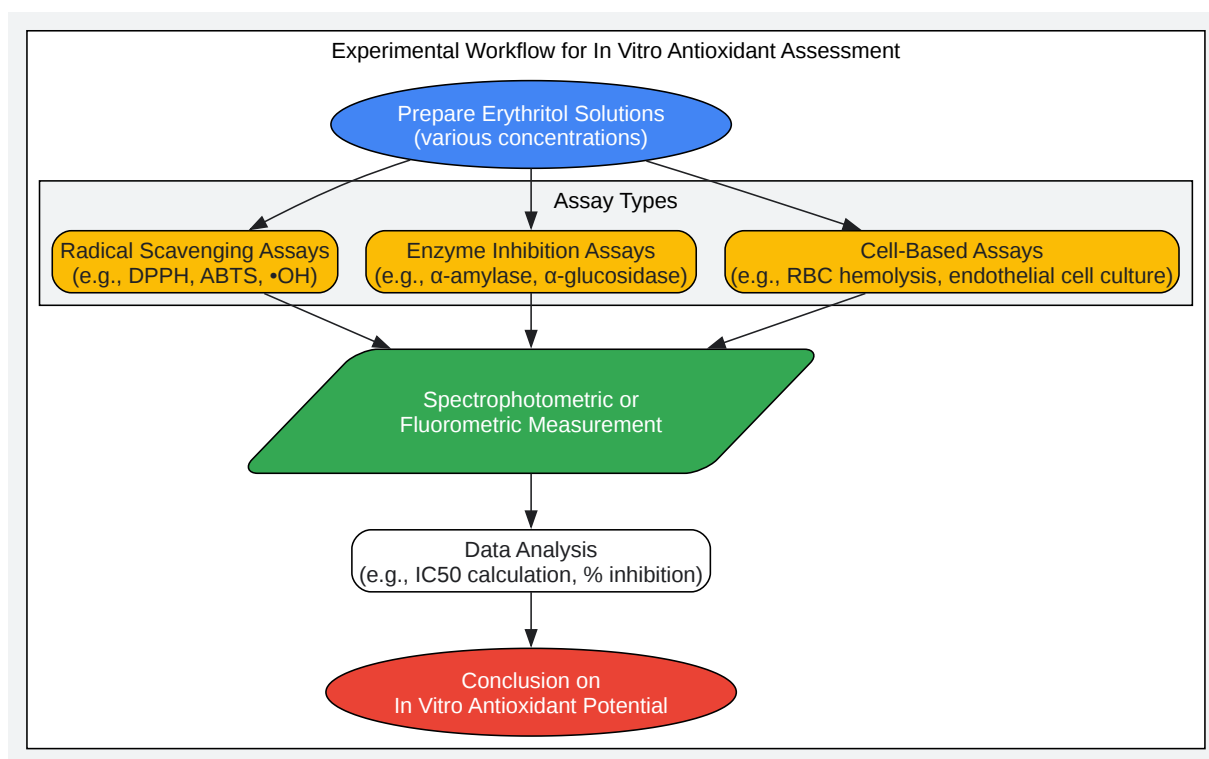 Experimental Workflow for In Vitro Antioxidant Assessment
Prepare Erythritol Solutions
(various concentrations)
Assay Types
Radical Scavenging Assays
(e.g., DPPH, ABTS, •OH)
Enzyme Inhibition Assays
(e.g., α-amylase, α-glucosidase)
Cell-Based Assays
(e.g., RBC hemolysis, endothelial cell culture)
Spectrophotometric or
Fluorometric Measurement
Data Analysis
(e.g., IC50 calculation, % inhibition)
Conclusion on
In Vitro Antioxidant Potential